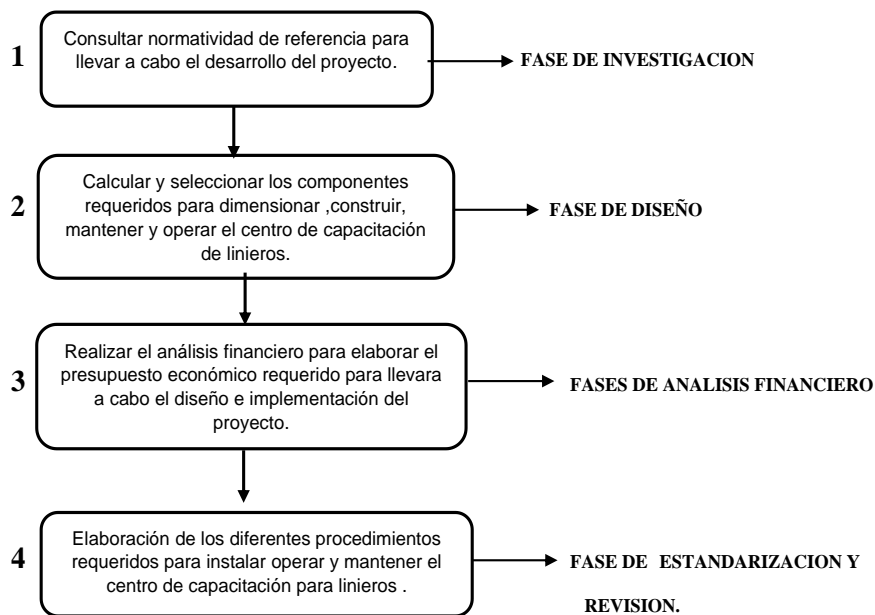 1
Consultar normatividad de referencia para
llevar a cabo el desarrollo del proyecto.
FASE DE INVESTIGACION
2
Calcular y seleccionar los componentes
requeridos para dimensionar ,construir,
mantener y operar el centro de capacitación
de linieros.
FASE DE DISEÑO
3
Realizar el análisis financiero para elaborar el
presupuesto económico requerido para llevara
a cabo el diseño e implementación del
proyecto.
FASES DE ANALISIS FINANCIERO
4
Elaboración de los diferentes procedimientos
requeridos para instalar operar y mantener el
centro de capacitación para linieros .
FASE DE ESTANDARIZACION Y
REVISION.